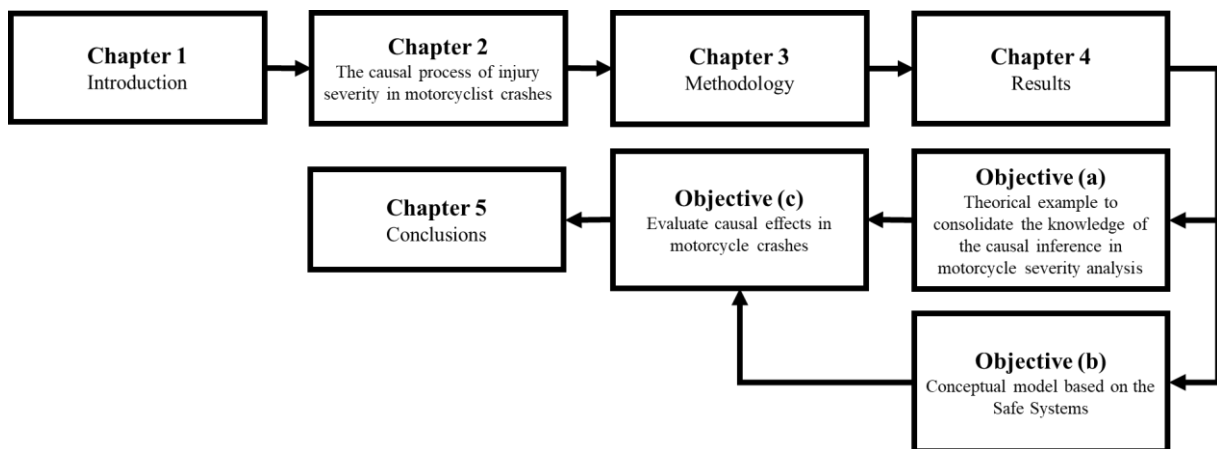 Chapter 1
Introduction
Chapter 2
The causal process of injury
severity in motorcyclist crashes
Chapter 3
Methodology
Chapter 4
Results
Objective (a)
Theorical example to
consolidate the knowledge of
the causal inference in
motorcycle severity analysis
Objective (b)
Conceptual model based on the
Safe Systems
Objective (c)
Evaluate causal effects in
motorcycle crashes
Chapter 5
Conclusions